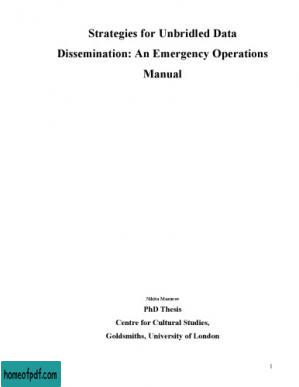 Strategies for Unbridled Data
Dissemination: An Emergency Operations
Manual
Nikita Mazurov
PhD Thesis
Centre for Cultural Studies,
Goldsmiths, University of London
1
homeofpdf.com